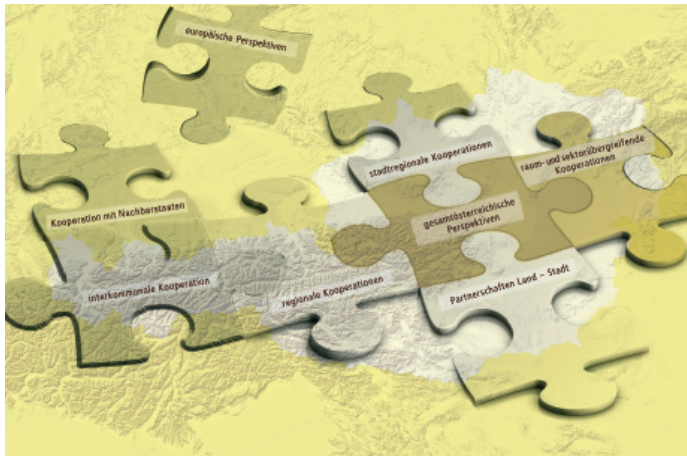 europäische Perspektiven
stadtregionale Kooperationen
raum- und sektorübergreifende
Kooperationen
Kooperation mit Nachbarstaaten
gesamtösterreichische
Perspektiven
interkommunale Kooperation
regionale Kooperationen
Partnerschaften Land – Stadt